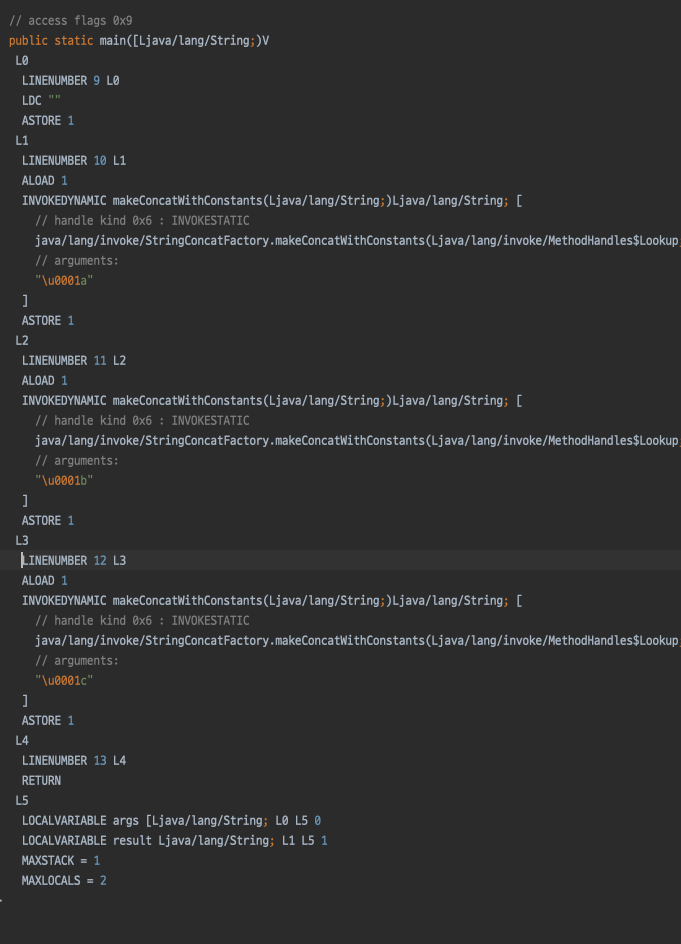 // access flags 0x9
public static main([Ljava/lang/String;)V
L0
LINENUMBER 9 L0
LDC ""
ASTORE 1
L1
LINENUMBER 10 L1
ALOAD 1
INVOKEDYNAMIC makeConcatWithConstants(Ljava/lang/String;)Ljava/lang/String; [
// handle kind 0x6 : INVOKESTATIC
java/lang/invoke/StringConcatFactory.makeConcatWithConstants(Ljava/lang/invoke/MethodHandles$Lookup;
// arguments:
"\u0001a"
]
ASTORE 1
L2
LINENUMBER 11 L2
ALOAD 1
INVOKEDYNAMIC makeConcatWithConstants(Ljava/lang/String;)Ljava/lang/String; [
// handle kind 0x6 : INVOKESTATIC
java/lang/invoke/StringConcatFactory.makeConcatWithConstants(Ljava/lang/invoke/MethodHandles$Lookup;
// arguments:
"\u0001b"
]
ASTORE 1
L3
LINENUMBER 12 L3
ALOAD 1
INVOKEDYNAMIC makeConcatWithConstants(Ljava/lang/String;)Ljava/lang/String; [
// handle kind 0x6 : INVOKESTATIC
java/lang/invoke/StringConcatFactory.makeConcatWithConstants(Ljava/lang/invoke/MethodHandles$Lookup;
// arguments:
"\u0001c"
]
ASTORE 1
L4
LINENUMBER 13 L4
RETURN
L5
LOCALVARIABLE args [Ljava/lang/String; L0 L5 0
LOCALVARIABLE result Ljava/lang/String; L1 L5 1
MAXSTACK = 1
MAXLOCALS = 2